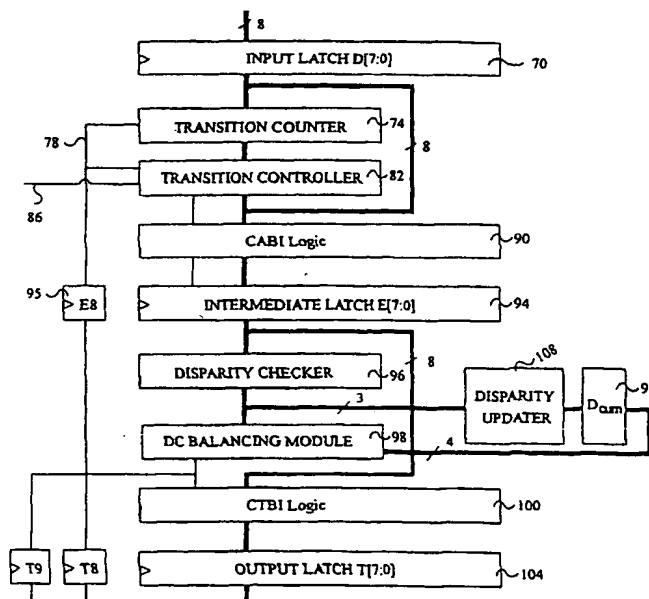 8
INPUT LATCH D[7:0]
70
78
TRANSITION COUNTER
74
8
TRANSITION CONTROLLER
82
86
CABI Logic
90
95
E8
INTERMEDIATE LATCH E[7:0]
94
DISPARITY CHECKER
96
8
108
DISPARITY
UPDATER
Dcum
9
3
DC BALANCING MODULE
98
4
CTBI Logic
100
T9
T8
OUTPUT LATCH T[7:0]
104